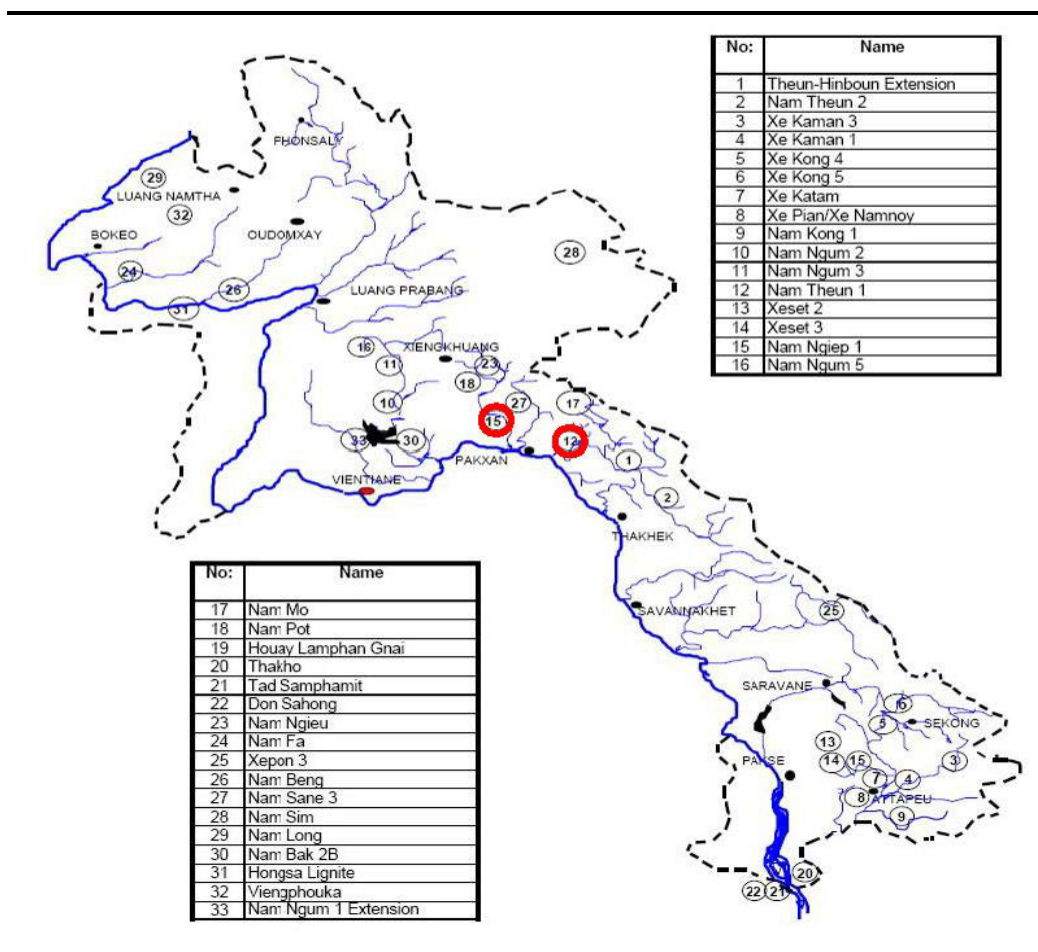 No: Name
1 Theun-Hinboun Extension
2 Nam Theun 2
3 Xe Kaman 3
4 Xe Kaman 1
5 Xe Kong 4
6 Xe Kong 5
7 Xe Katam
8 Xe Pian/Xe Namnoy
9 Nam Kong 1
10 Nam Ngum 2
11 Nam Ngum 3
12 Nam Theun 1
13 Xeset 2
14 Xeset 3
15 Nam Ngiep 1
16 Nam Ngum 5
PHONSALY
29
LUANG NAMTHA
32
BOKEO
OUDOMXAY
28
24
26
LUANG PRABANG
31
16
XIENGKHUANG
11
23
18
10
27
17
15
12
33
30
PAKXAN
1
VIENTIANE
2
THAKHEK
SAVANNAKHET
25
SARAVANE
6
5
SEKONG
13
14
15
3
PAKSE
7
4
8
ATTAPEU
9
20
22
21
No: Name
17 Nam Mo
18 Nam Pot
19 Houay Lamphan Gnai
20 Thakho
21 Tad Samphamit
22 Don Sahong
23 Nam Ngieu
24 Nam Fa
25 Xepon 3
26 Nam Beng
27 Nam Sane 3
28 Nam Sim
29 Nam Long
30 Nam Bak 2B
31 Hongsa Lignite
32 Viengphouka
33 Nam Ngum 1 Extension